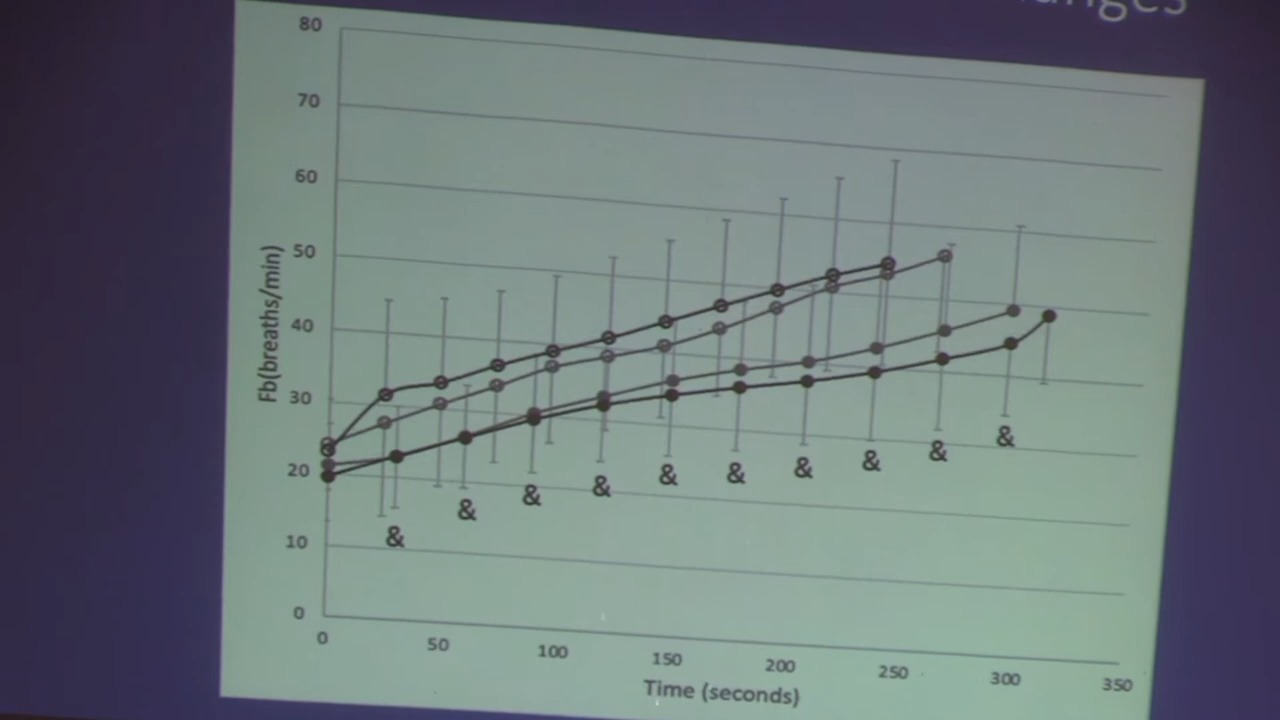 80
70
60
50
40
30
20
10
0
Fb(breaths/min)
& & & & & & & & & &
0 50 100 150 200 250 300 350
Time (seconds)